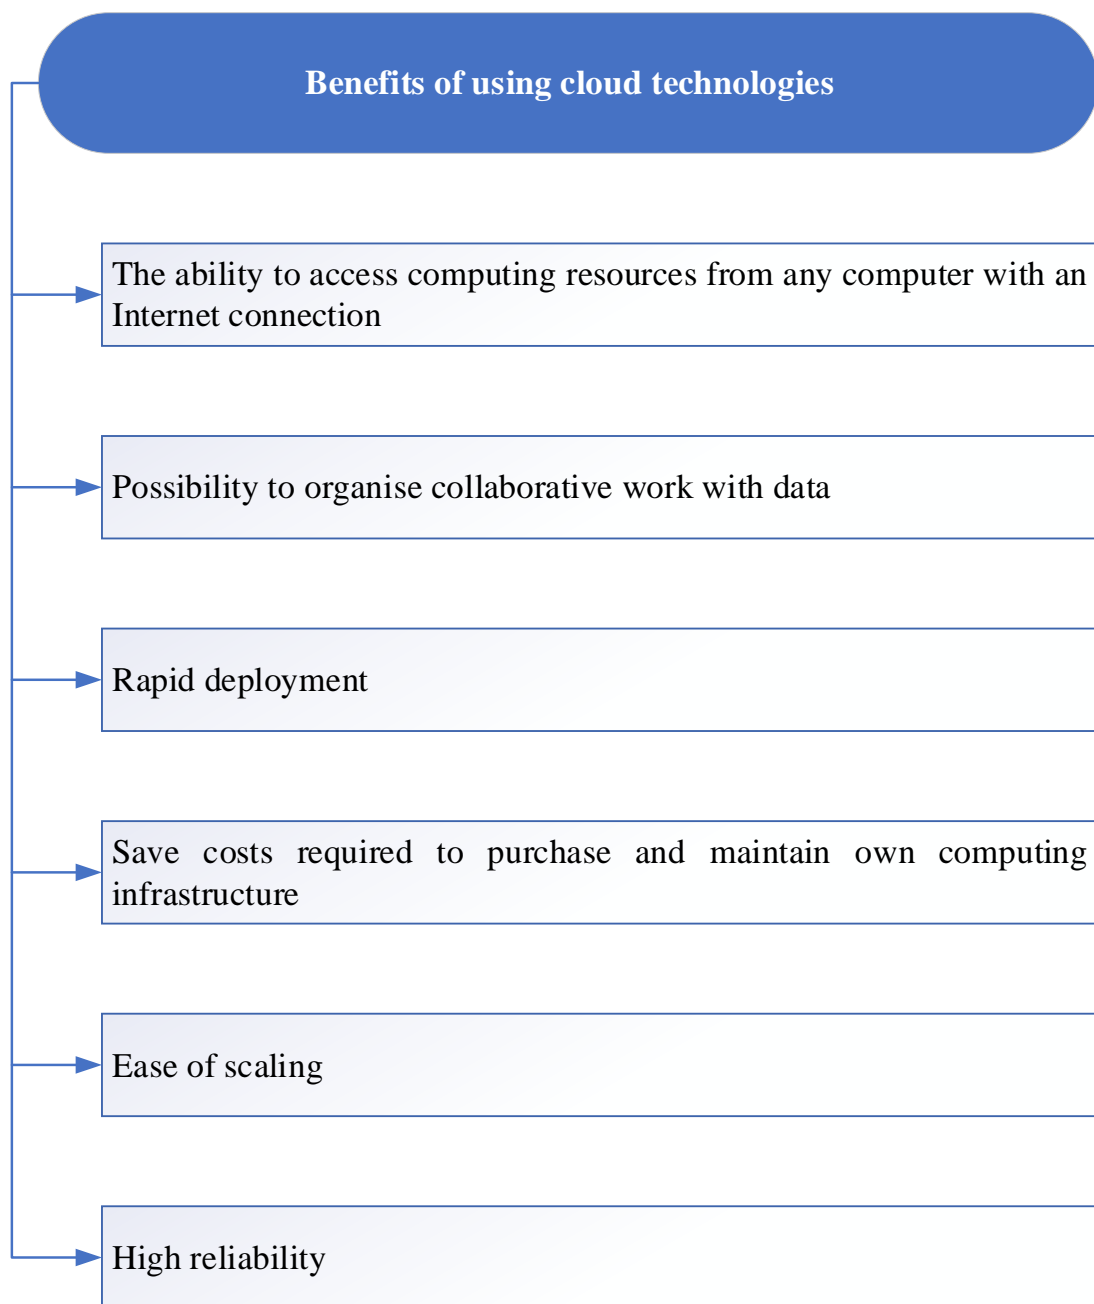 Benefits of using cloud technologies
The ability to access computing resources from any computer with an
Internet connection
Possibility to organise collaborative work with data
Rapid deployment
Save costs required to purchase and maintain own computing
infrastructure
Ease of scaling
High reliability